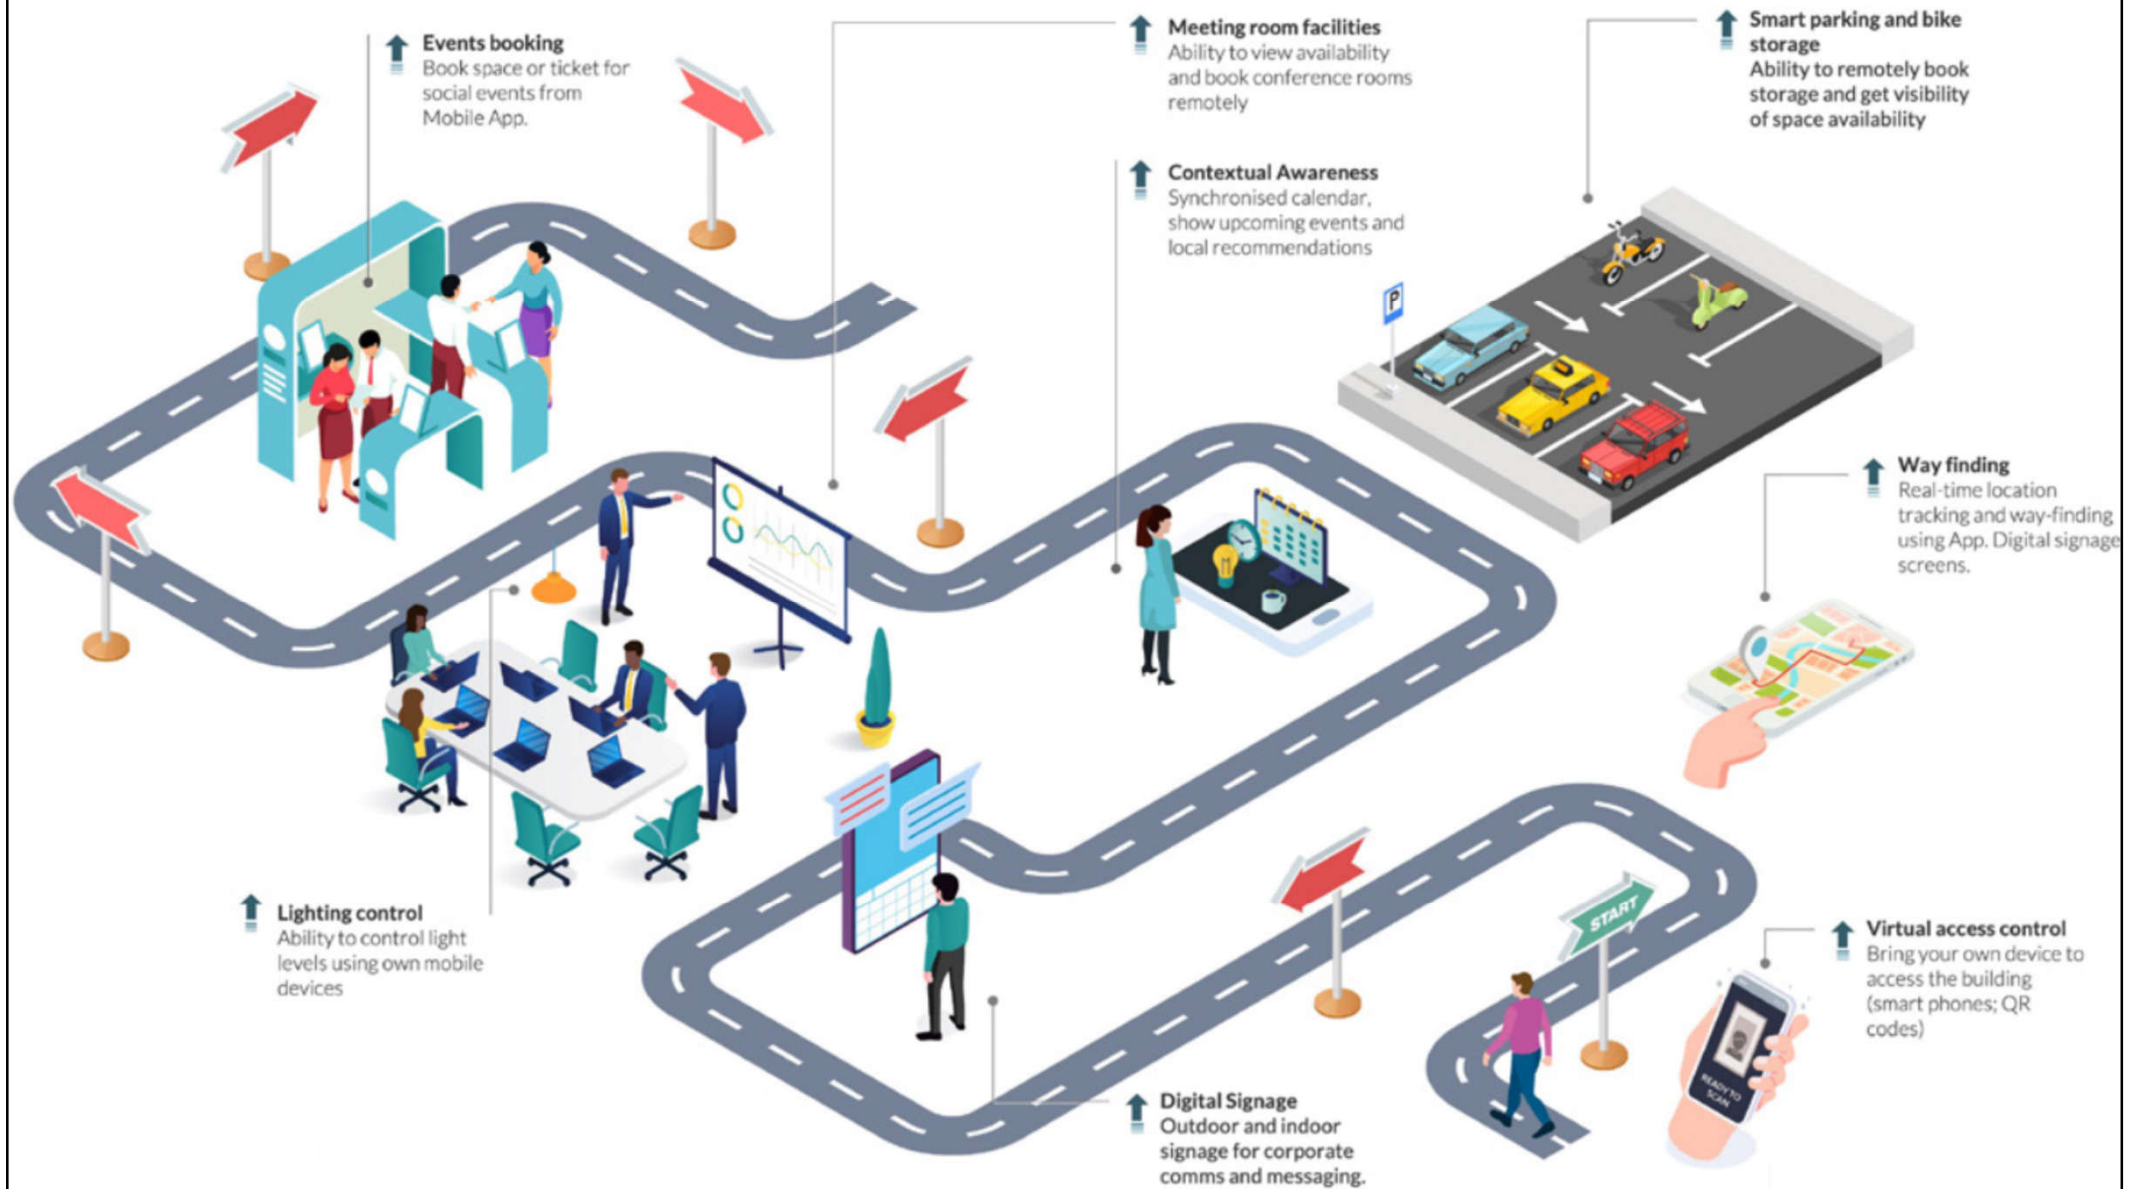 Events booking
Book space or ticket for
social events from
Mobile App.
Meeting room facilities
Ability to view availability
and book conference rooms
remotely
Smart parking and bike
storage
Ability to remotely book
storage and get visibility
of space availability
Contextual Awareness
Synchronised calendar,
show upcoming events and
local recommendations
P
Way finding
Real-time location
tracking and way-finding
using App. Digital signage
screens.
Lighting control
Ability to control light
levels using own mobile
devices
START
Virtual access control
Bring your own device to
access the building
(smart phones; QR
codes)
READY TO
SCAN
Digital Signage
Outdoor and indoor
signage for corporate
comms and messaging.